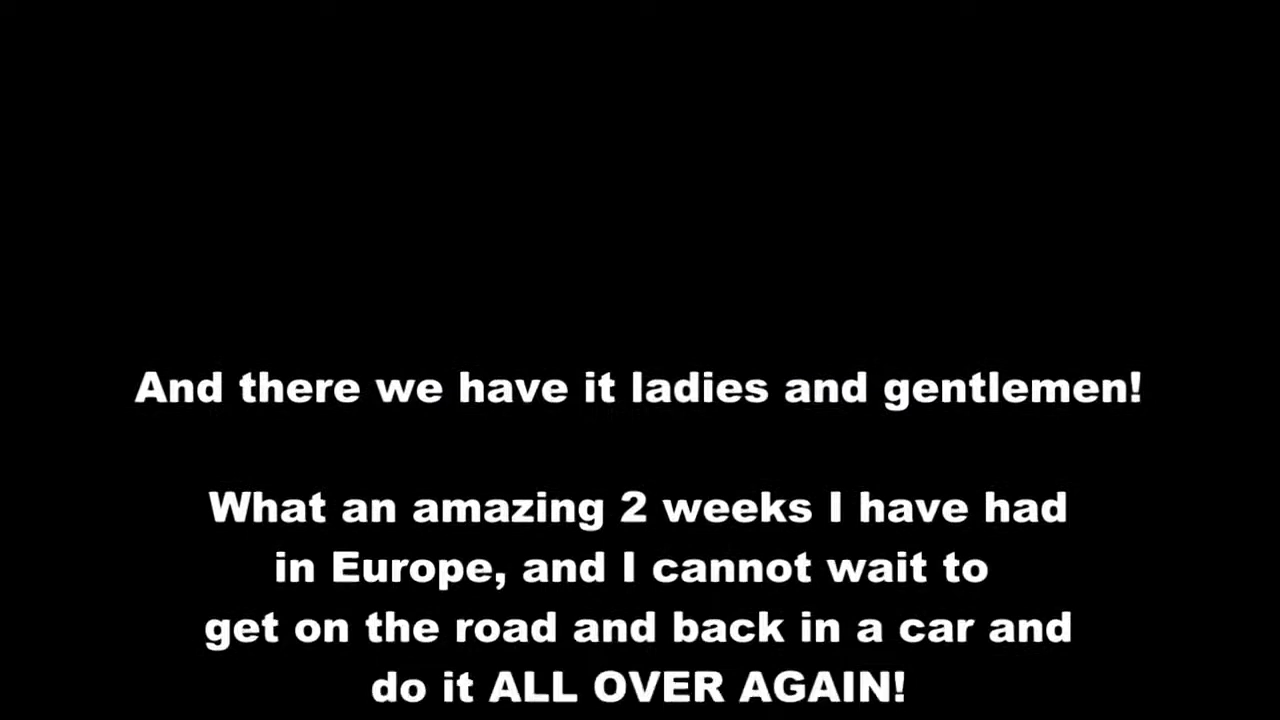 And there we have it ladies and gentlemen!
What an amazing 2 weeks I have had
in Europe, and I cannot wait to
get on the road and back in a car and
do it ALL OVER AGAIN!